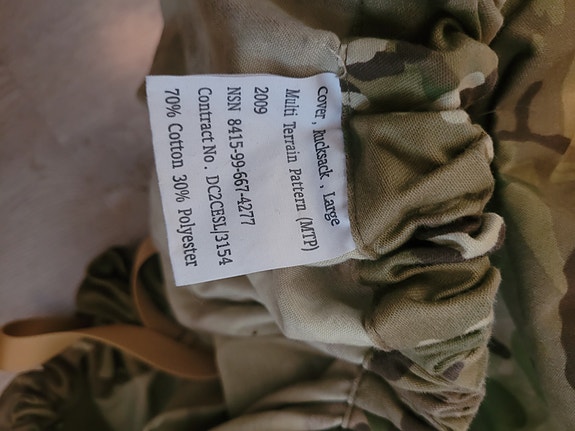 Cover, Rucksack, Large
Multi Terrain Pattern (MTP)
2009
NSN 8415-99-667-4277
Contract No. DC2CESL|3154
70% Cotton 30% Polyester